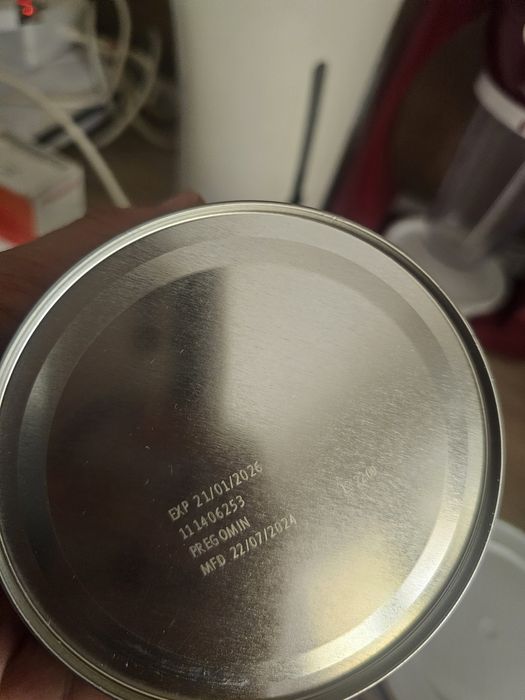 EXP 21/01/2026
111406253
PREGOMIN
MFD 22/07/2024